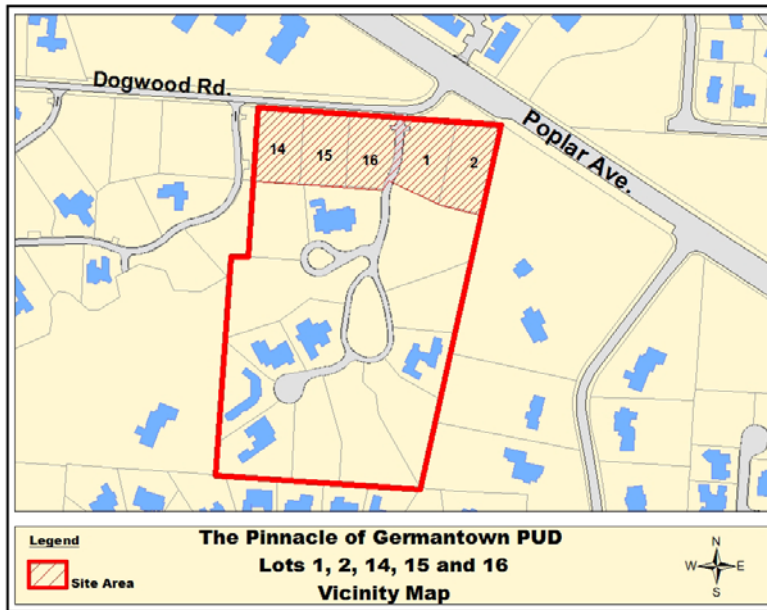 Dogwood Rd.
Poplar Ave.
14
15
16
1
2
Legend
Site Area
The Pinnacle of Germantown PUD
Lots 1, 2, 14, 15 and 16
Vicinity Map
N
W E
S